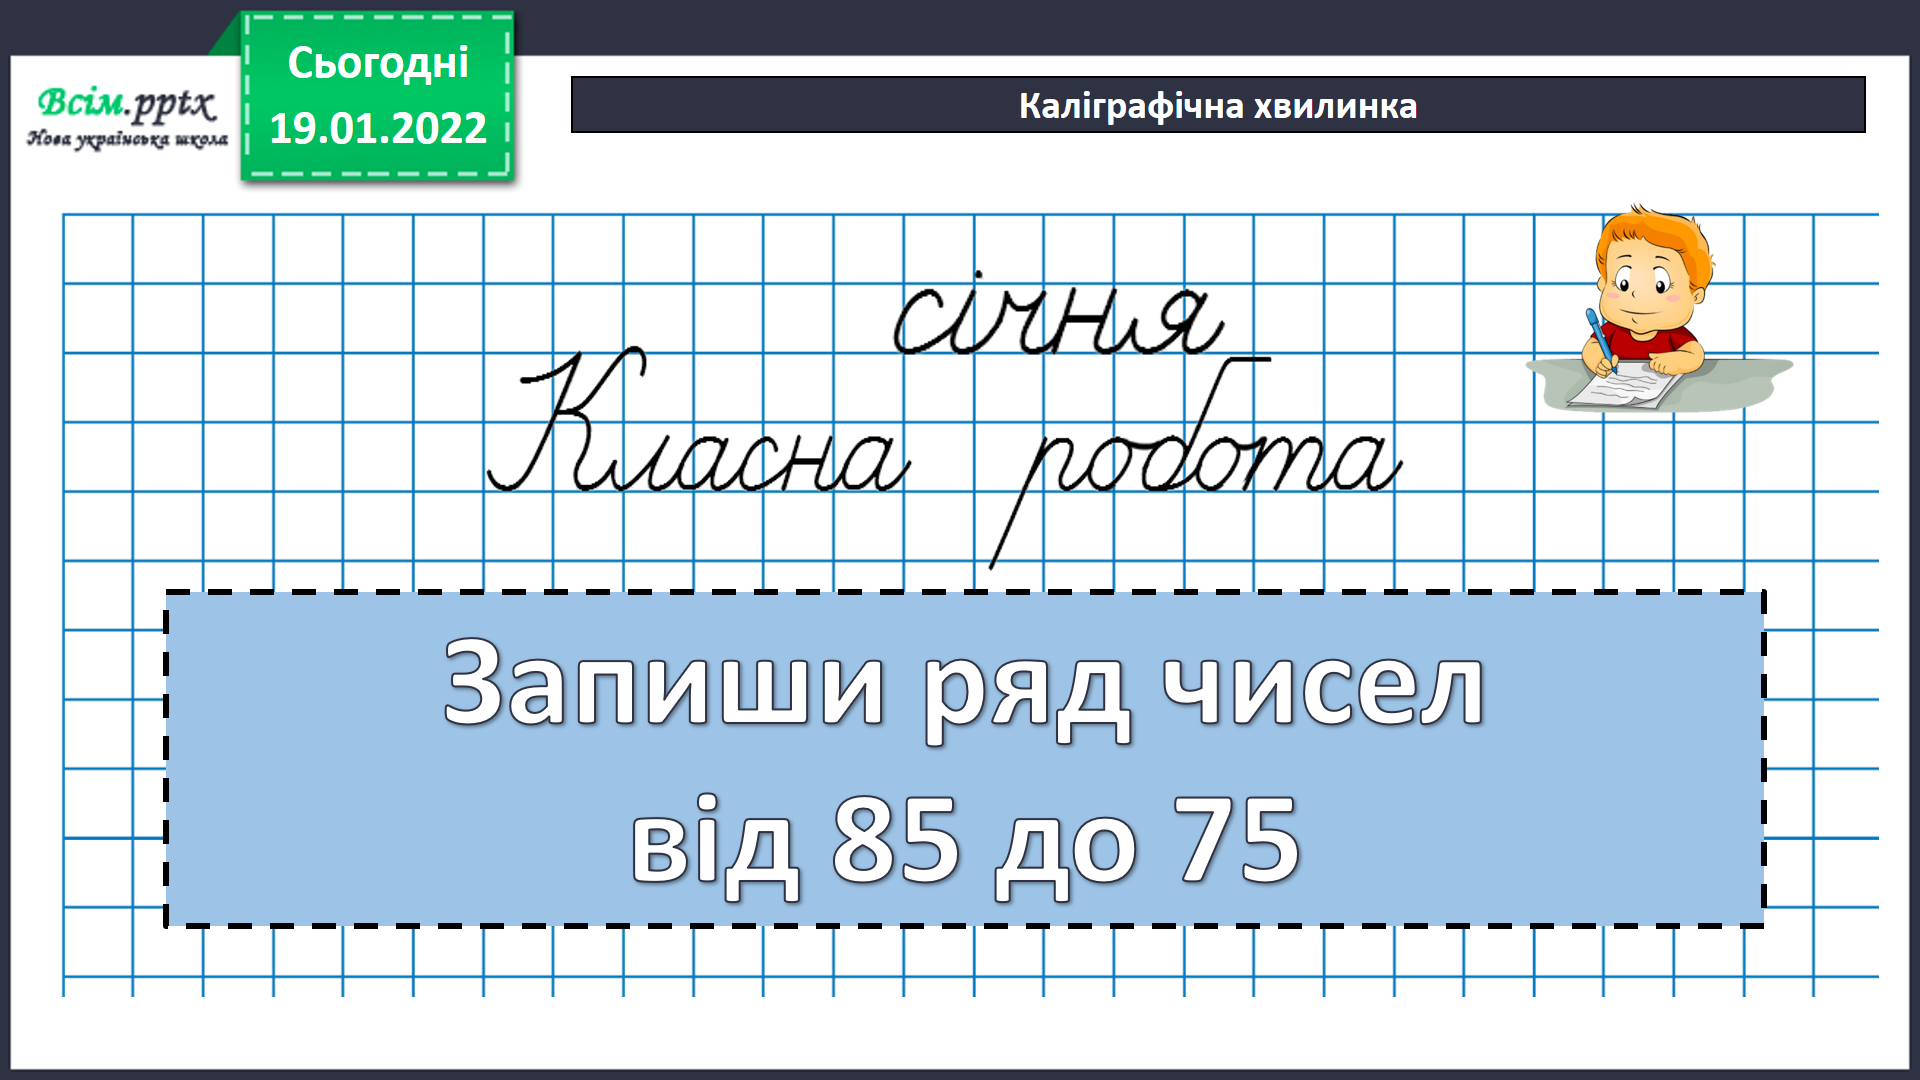 Сьогодні
19.01.2022
Всім.pptx
Нова українська школа
Каліграфічна хвилинка
січня
Класна робота
Запиши ряд чисел
від 85 до 75